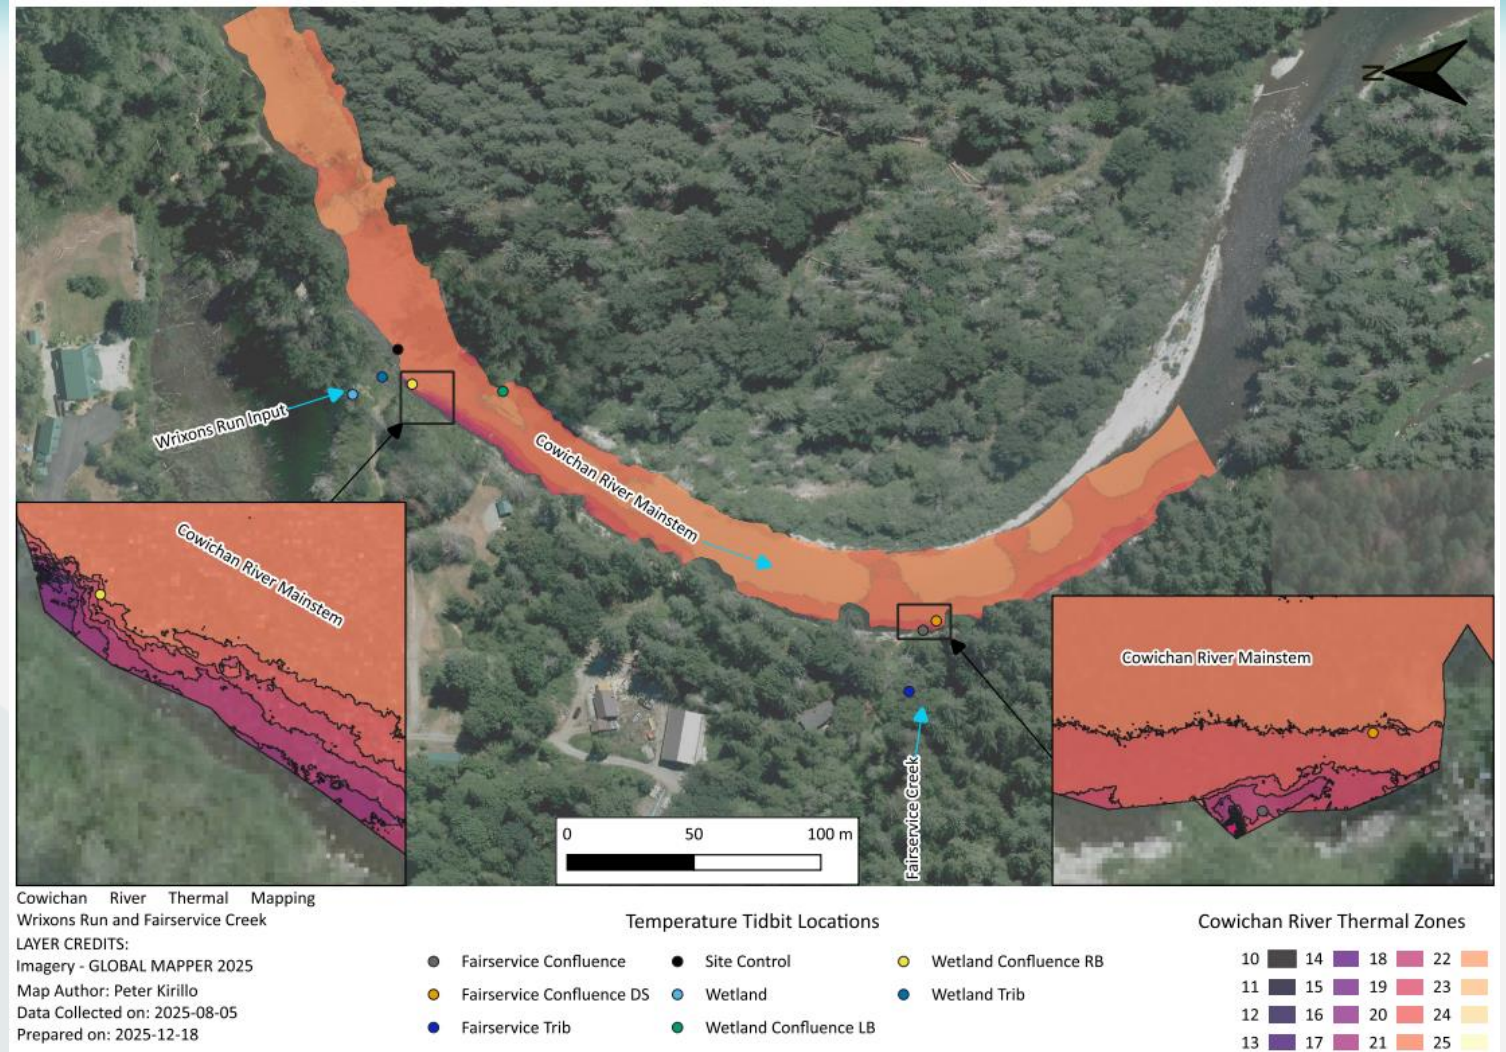 N
Wrixons Run Input
Cowichan River Mainstem
Cowichan River Mainstem
Cowichan River Mainstem
Fairservice Creek
0 50 100 m
Cowichan River Thermal Mapping
Wrixons Run and Fairservice Creek
LAYER CREDITS:
Imagery - GLOBAL MAPPER 2025
Map Author: Peter Kirillo
Data Collected on: 2025-08-05
Prepared on: 2025-12-18
Temperature Tidbit Locations
Fairservice Confluence Site Control Wetland Confluence RB
Fairservice Confluence DS Wetland Wetland Trib
Fairservice Trib Wetland Confluence LB
Cowichan River Thermal Zones
10 14 18 22
11 15 19 23
12 16 20 24
13 17 21 25